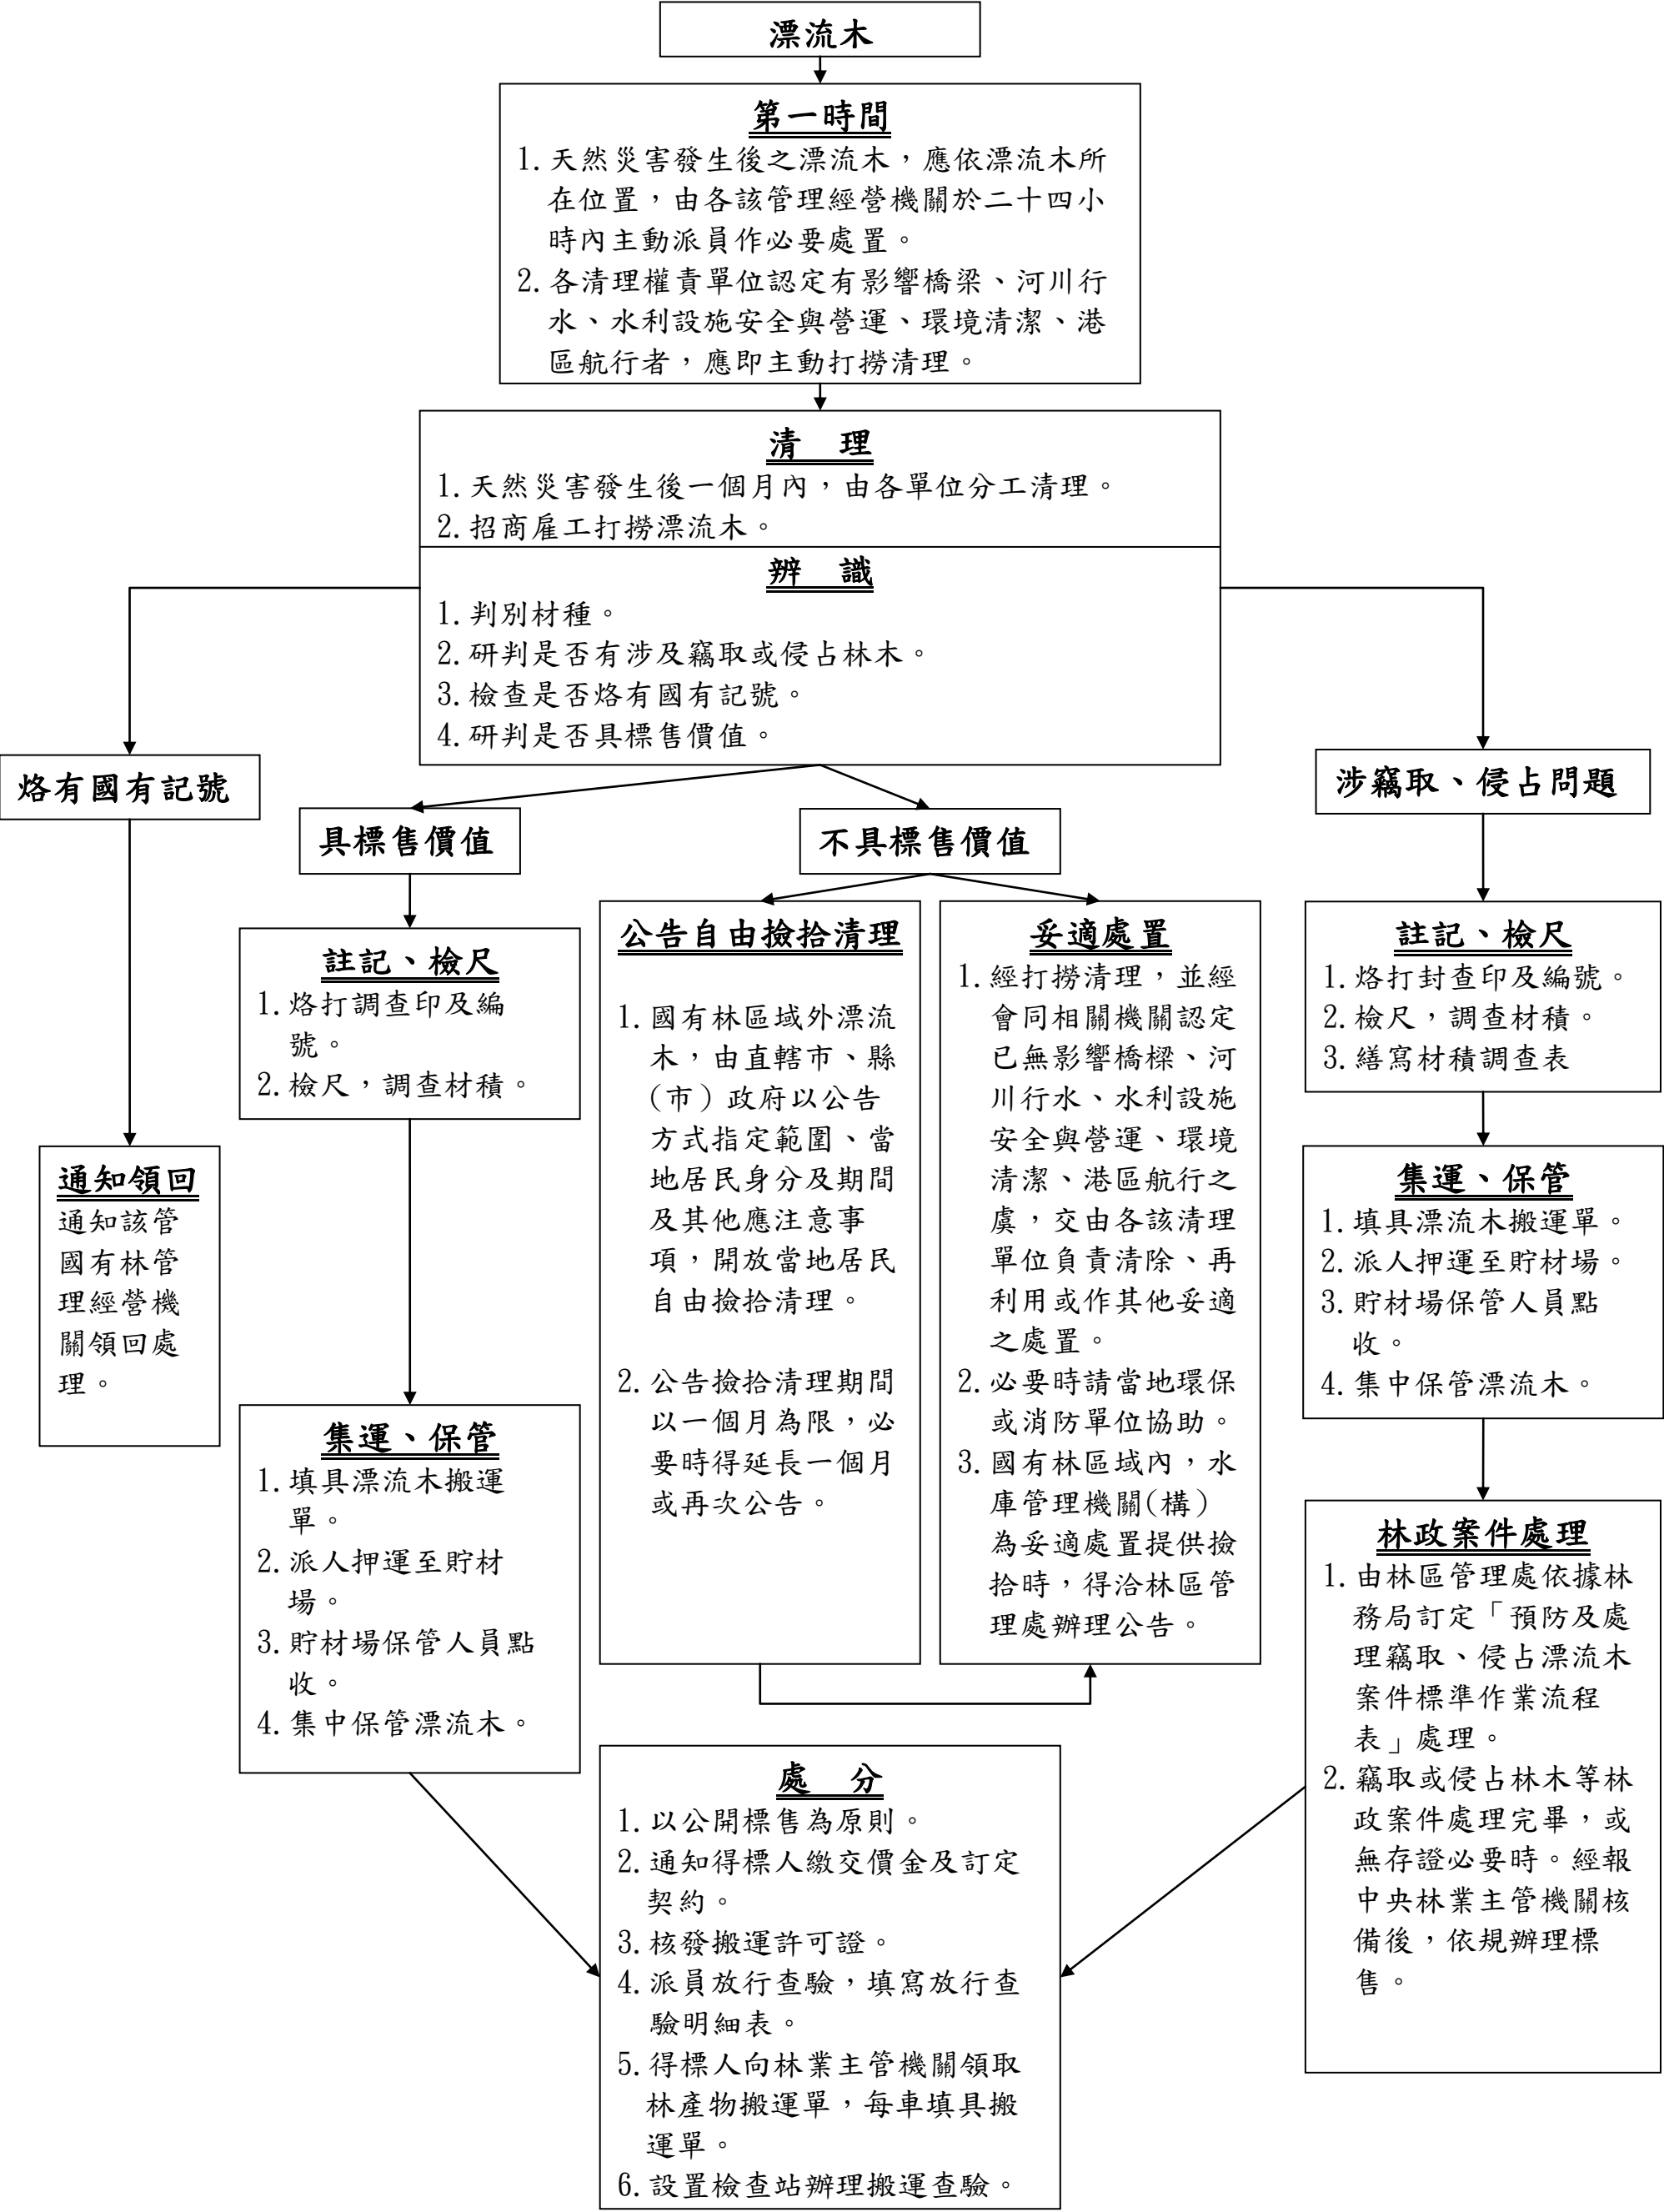 漂流木
第一時間
1.天然災害發生後之漂流木，應依漂流木所
在位置，由各該管理經營機關於二十四小
時內主動派員作必要處置。
2.各清理權責單位認定有影響橋梁、河川行
水、水利設施安全與營運、環境清潔、港
區航行者，應即主動打撈清理。
清　理
1.天然災害發生後一個月內，由各單位分工清理。
2.招商雇工打撈漂流木。
辨　識
1.判別材種。
2.研判是否有涉及竊取或侵占林木。
3.檢查是否烙有國有記號。
4.研判是否具標售價值。
烙有國有記號
通知領回
通知該管
國有林管
理經營機
關領回處
理。
具標售價值
註記、檢尺
1.烙打調查印及編
號。
2.檢尺，調查材積。
集運、保管
1.填具漂流木搬運
單。
2.派人押運至貯材
場。
3.貯材場保管人員點
收。
4.集中保管漂流木。
不具標售價值
公告自由撿拾清理
1.國有林區域外漂流
木，由直轄市、縣
(市)政府以公告
方式指定範圍、當
地居民身分及期間
及其他應注意事
項，開放當地居民
自由撿拾清理。
2.公告撿拾清理期間
以一個月為限，必
要時得延長一個月
或再次公告。
妥適處置
1.經打撈清理，並經
會同相關機關認定
已無影響橋樑、河
川行水、水利設施
安全與營運、環境
清潔、港區航行之
虞，交由各該清理
單位負責清除、再
利用或作其他妥適
之處置。
2.必要時請當地環保
或消防單位協助。
3.國有林區域內，水
庫管理機關(構)
為妥適處置提供撿
拾時，得洽林區管
理處辦理公告。
涉竊取、侵占問題
註記、檢尺
1.烙打封查印及編號。
2.檢尺，調查材積。
3.繕寫材積調查表
集運、保管
1.填具漂流木搬運單。
2.派人押運至貯材場。
3.貯材場保管人員點
收。
4.集中保管漂流木。
林政案件處理
1.由林區管理處依據林
務局訂定「預防及處
理竊取、侵占漂流木
案件標準作業流程
表」處理。
2.竊取或侵占林木等林
政案件處理完畢，或
無存證必要時。經報
中央林業主管機關核
備後，依規辦理標
售。
處　分
1.以公開標售為原則。
2.通知得標人繳交價金及訂定
契約。
3.核發搬運許可證。
4.派員放行查驗，填寫放行查
驗明細表。
5.得標人向林業主管機關領取
林產物搬運單，每車填具搬
運單。
6.設置檢查站辦理搬運查驗。